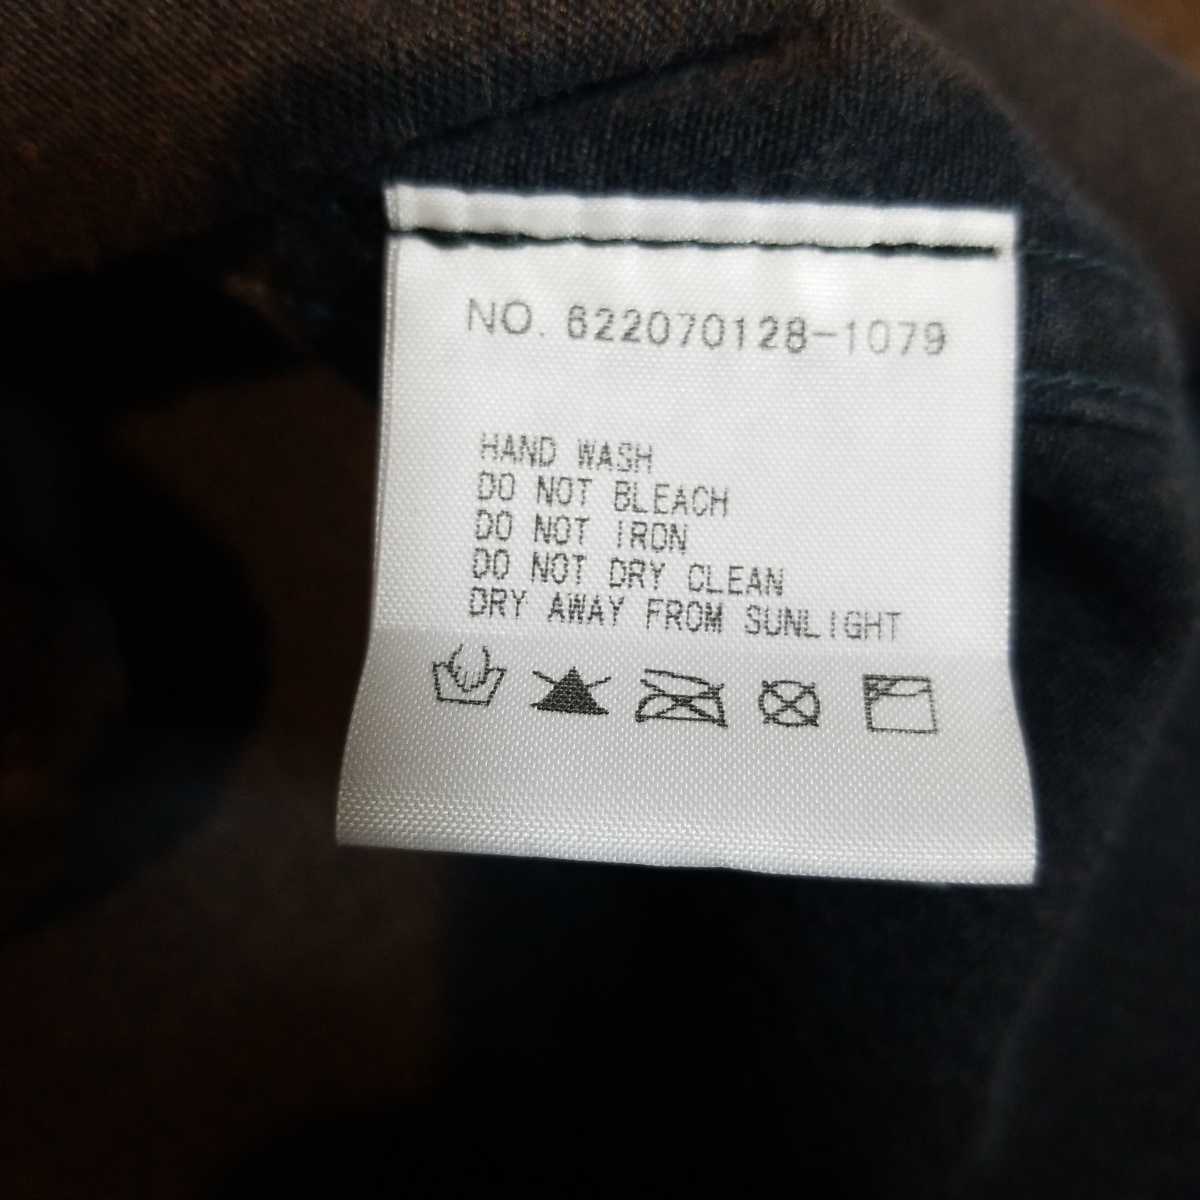 NO. 622070128-1079
HAND WASH
DO NOT BLEACH
DO NOT IRON
DO NOT DRY CLEAN
DRY AWAY FROM SUNLIGHT